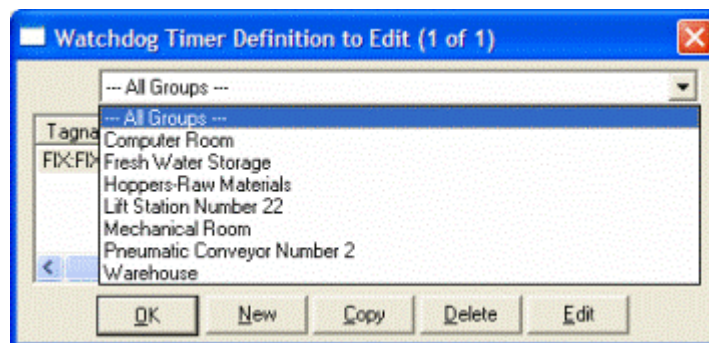 Watchdog Timer Definition to Edit (1 of 1)
--- All Groups ---
--- All Groups ---
Tagna
Computer Room
FIX:FIX
Fresh Water Storage
Hoppers-Raw Materials
Lift Station Number 22
Mechanical Room
Pneumatic Conveyor Number 2
Warehouse
OK New Copy Delete Edit